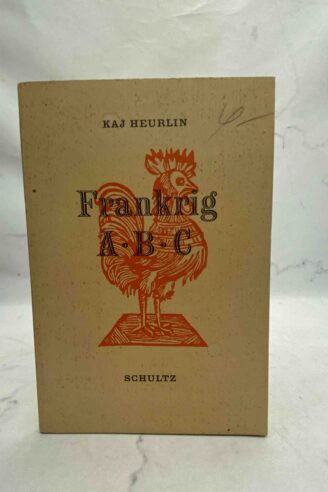 KAJ HEURLIN
Frankrig
A·B·C
SCHULTZ